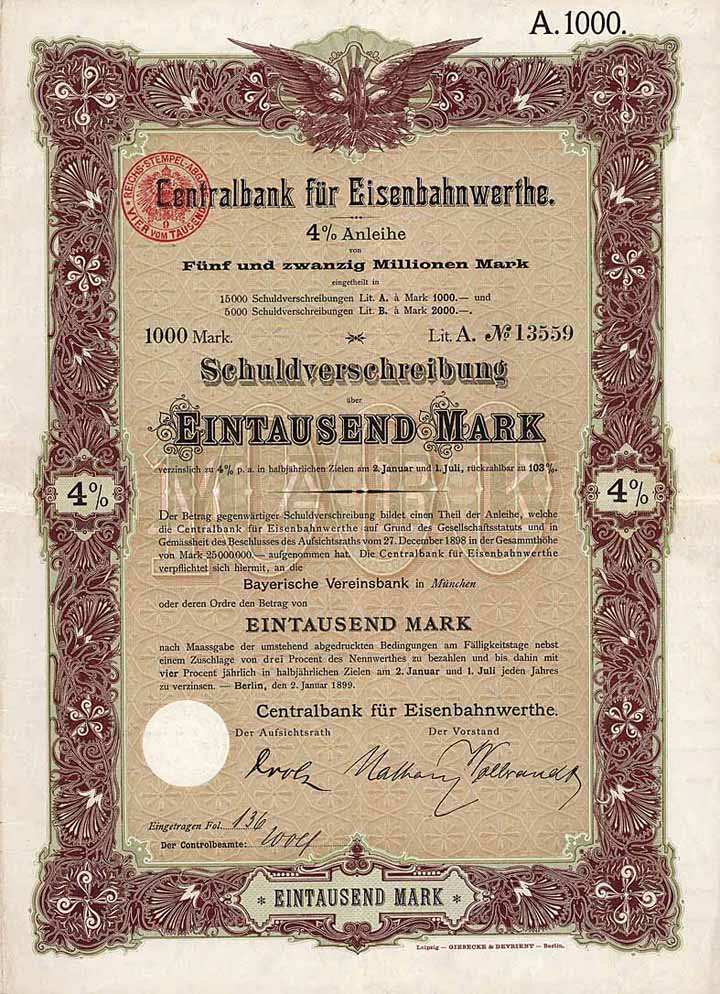 A.1000.
REICHS-STEMPEL-ABGABE
9
VIER VOM TAUSEND
Centralbank für Eisenbahnwerthe.
4% Anleihe
von
Fünf und zwanzig Millionen Mark
eingetheilt in
15000 Schuldverschreibungen Lit. A. à Mark 1000.— und
5000 Schuldverschreibungen Lit. B. à Mark 2000.—.
1000 Mark. Lit. A. № 13559
Schuldverschreibung
über
EINTAUSEND MARK
verzinslich zu 4% p. a. in halbjährlichen Zielen am 2. Januar und 1. Juli, rückzahlbar zu 103%.
4% 4%
Der Betrag gegenwärtiger Schuldverschreibung bildet einen Theil der Anleihe, welche
die Centralbank für Eisenbahnwerthe auf Grund des Gesellschaftsstatuts und in
Gemässheit des Beschlusses des Aufsichtsraths vom 27. December 1898 in der Gesammthöhe
von Mark 25 000 000.— aufgenommen hat. Die Centralbank für Eisenbahnwerthe
verpflichtet sich hiermit, an die
Bayerische Vereinsbank in München
oder deren Ordre den Betrag von
EINTAUSEND MARK
nach Maassgabe der umstehend abgedruckten Bedingungen am Fälligkeitstage nebst
einem Zuschlage von drei Procent des Nennwerthes zu bezahlen und bis dahin mit
vier Procent jährlich in halbjährlichen Zielen am 2. Januar und 1. Juli jeden Jahres
zu verzinsen. — Berlin, den 2. Januar 1899.
Centralbank für Eisenbahnwerthe.
Der Aufsichtsrath Der Vorstand
Eingetragen Fol. 136
Der Controlbeamte:
* EINTAUSEND MARK *
Leipzig — GIESECKE & DEVRIENT — Berlin.